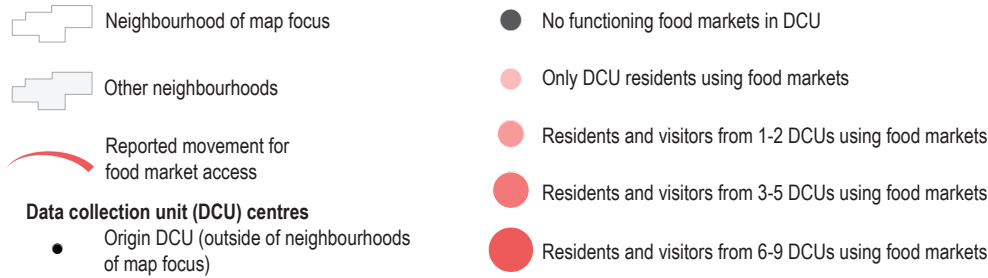 Neighbourhood of map focus
Other neighbourhoods
Reported movement for
food market access
Data collection unit (DCU) centres
Origin DCU (outside of neighbourhoods
of map focus)
No functioning food markets in DCU
Only DCU residents using food markets
Residents and visitors from 1-2 DCUs using food markets
Residents and visitors from 3-5 DCUs using food markets
Residents and visitors from 6-9 DCUs using food markets